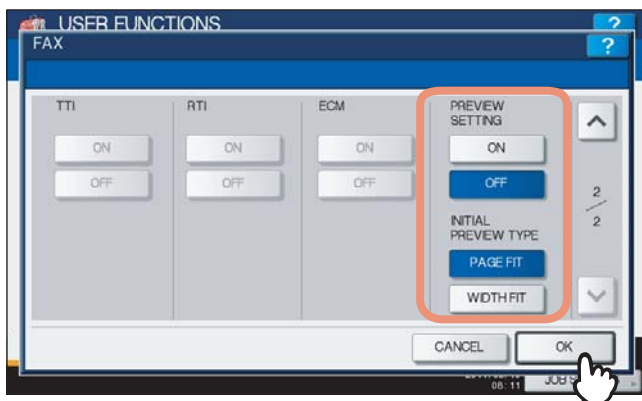 USER FUNCTIONS
?
FAX
?
TTI
RTI
ECM
PREVIEW
SETTING
ON
ON
ON
ON
OFF
OFF
OFF
OFF
INITIAL
PREVIEW TYPE
PAGE FIT
WIDTH FIT
2
2
CANCEL
OK
08:11
JOB S